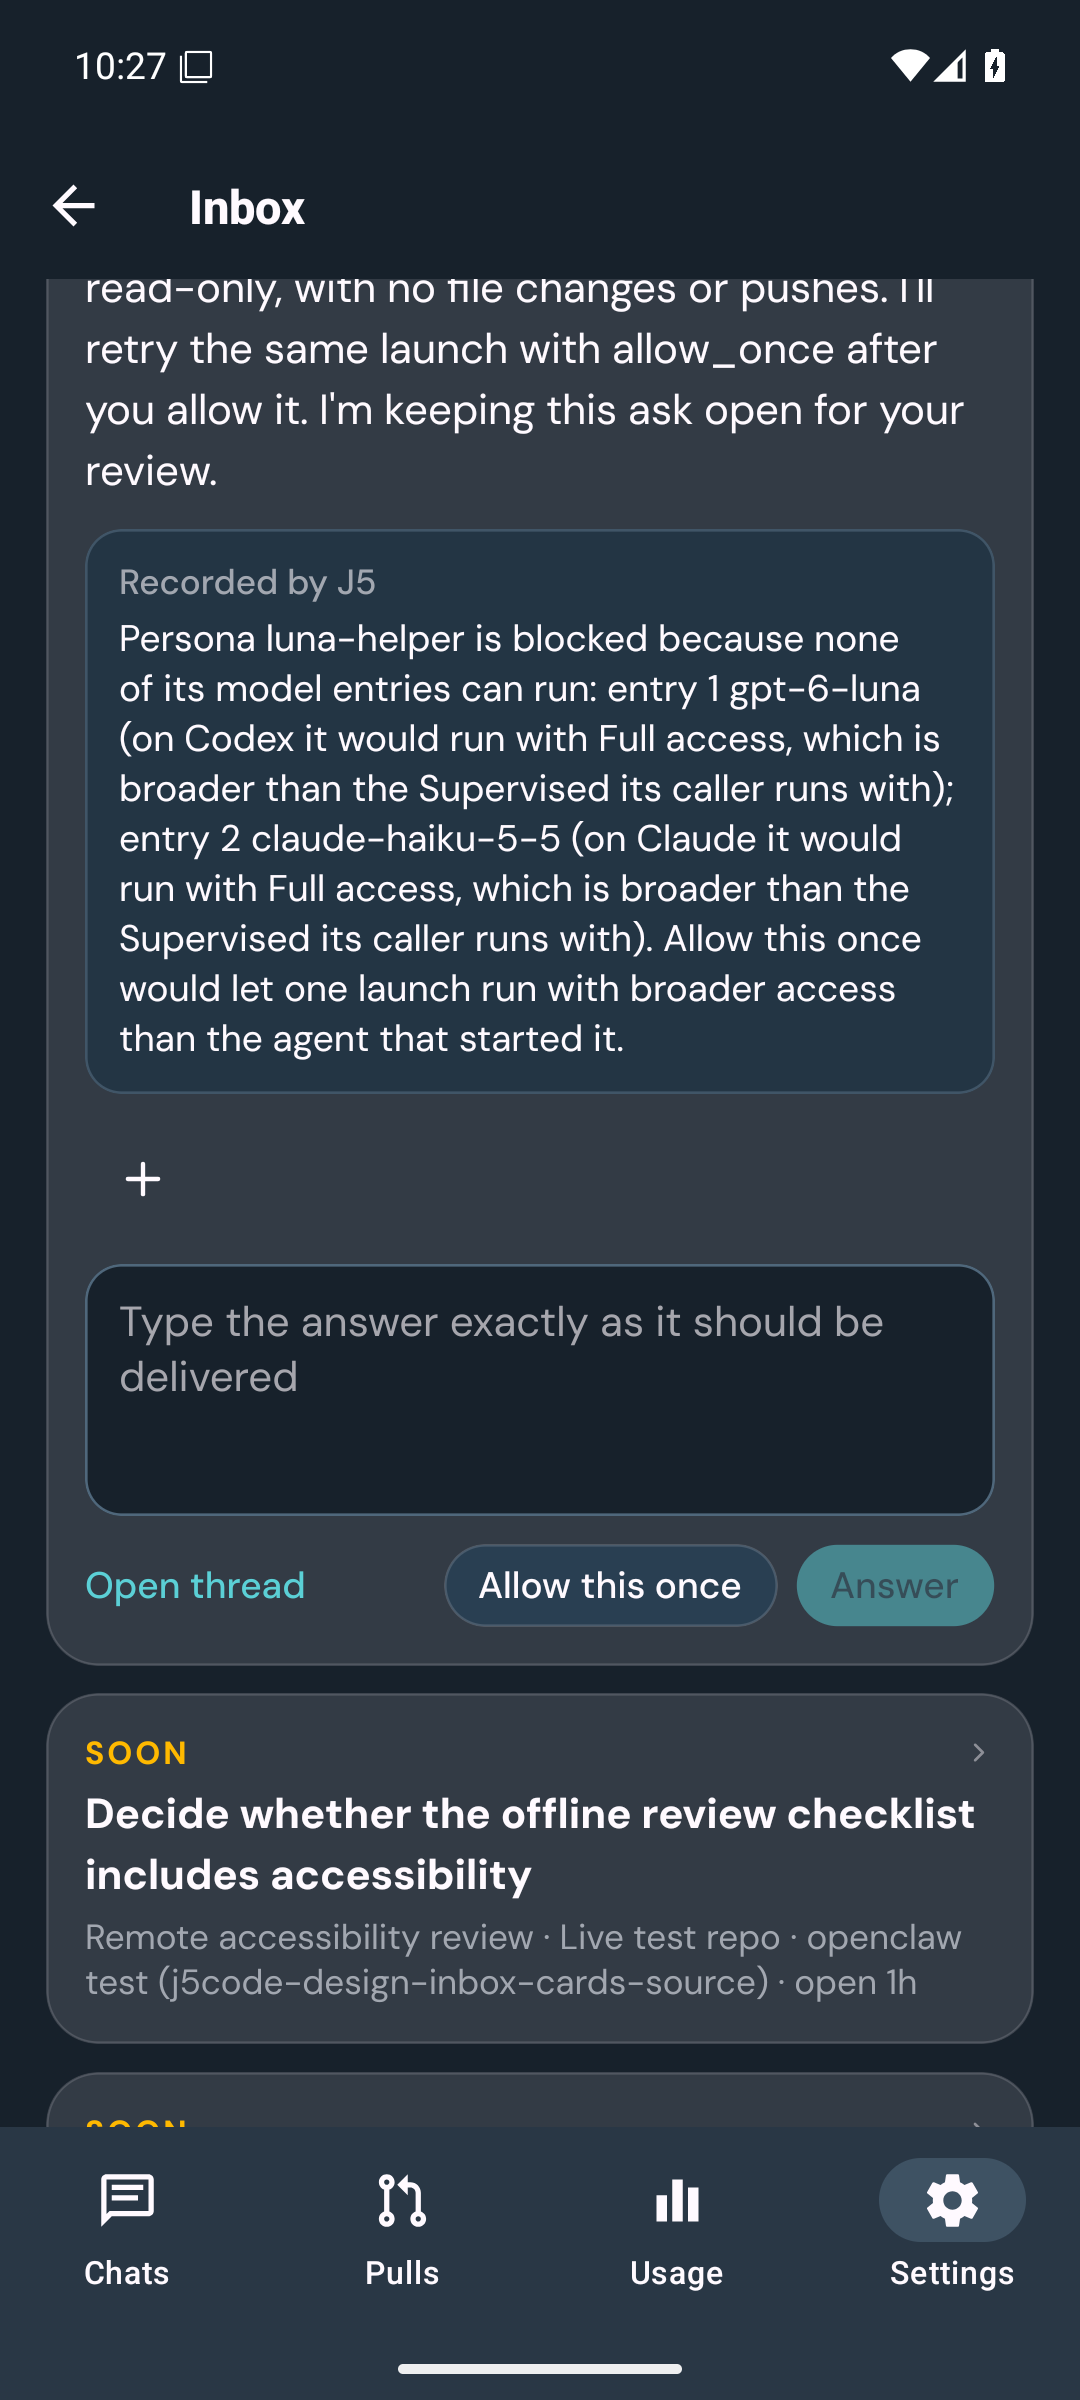 10:27
Inbox
read-only, with no file changes or pushes. I'll
retry the same launch with allow_once after
you allow it. I'm keeping this ask open for your
review.
Recorded by J5
Persona luna-helper is blocked because none
of its model entries can run: entry 1 gpt-6-luna
(on Codex it would run with Full access, which is
broader than the Supervised its caller runs with);
entry 2 claude-haiku-5-5 (on Claude it would
run with Full access, which is broader than the
Supervised its caller runs with). Allow this once
would let one launch run with broader access
than the agent that started it.
Type the answer exactly as it should be
delivered
Open thread
Allow this once
Answer
SOON
Decide whether the offline review checklist
includes accessibility
Remote accessibility review · Live test repo · openclaw
test (j5code-design-inbox-cards-source) · open 1h
SOON
Chats
Pulls
Usage
Settings